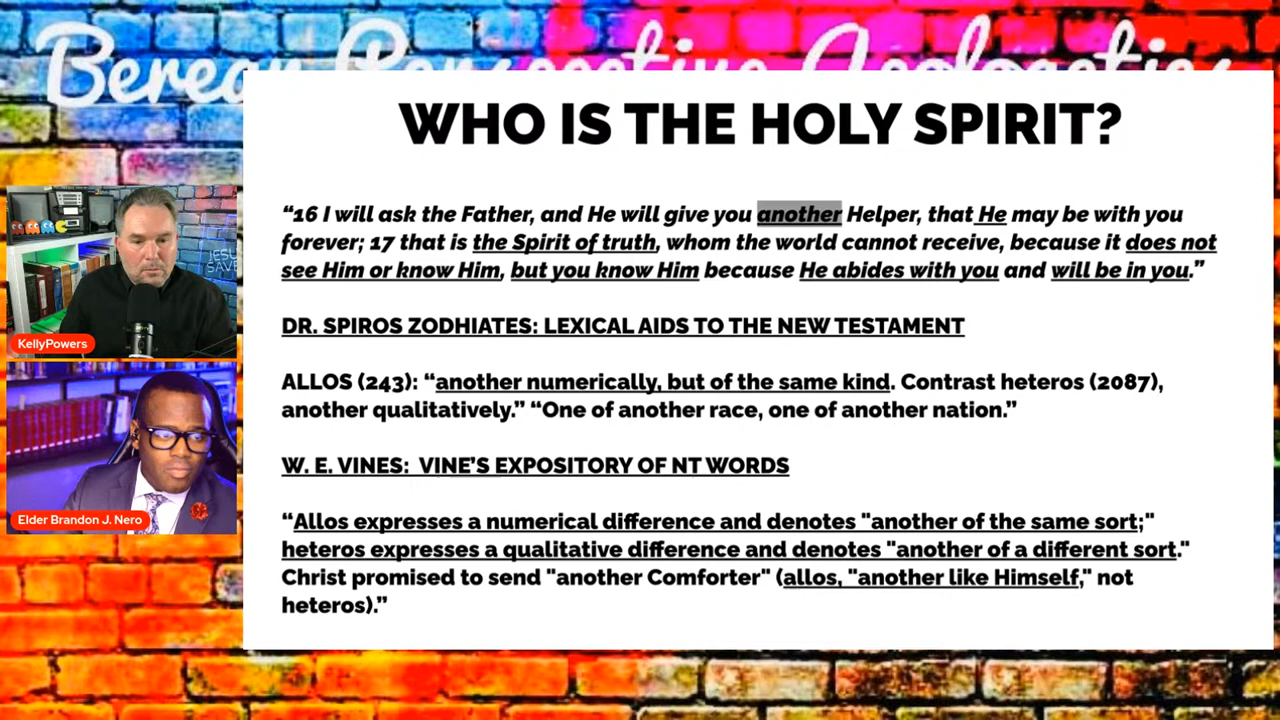 Berean Perspective Apologetics
WHO IS THE HOLY SPIRIT?
“16 I will ask the Father, and He will give you another Helper, that He may be with you
forever; 17 that is the Spirit of truth, whom the world cannot receive, because it does not
see Him or know Him, but you know Him because He abides with you and will be in you.”
DR. SPIROS ZODHIATES: LEXICAL AIDS TO THE NEW TESTAMENT
ALLOS (243): “another numerically, but of the same kind. Contrast heteros (2087),
another qualitatively.” “One of another race, one of another nation.”
W. E. VINES: VINE’S EXPOSITORY OF NT WORDS
“Allos expresses a numerical difference and denotes "another of the same sort;"
heteros expresses a qualitative difference and denotes "another of a different sort."
Christ promised to send "another Comforter" (allos, "another like Himself," not
heteros).”
JESUS
SAVE
KellyPowers
Elder Brandon J. Nero